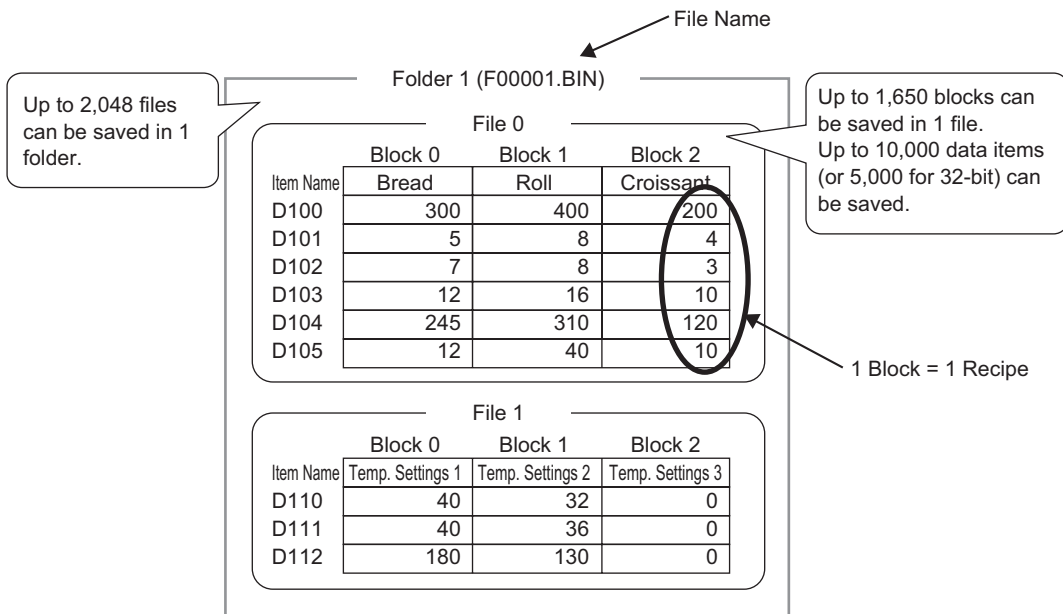 File Name
Folder 1 (F00001.BIN)
Up to 2,048 files
can be saved in 1
folder.
Up to 1,650 blocks can
be saved in 1 file.
Up to 10,000 data items
(or 5,000 for 32-bit) can
be saved.
File 0
Block 0 Block 1 Block 2
Item Name Bread Roll Croissant
D100 300 400 200
D101 5 8 4
D102 7 8 3
D103 12 16 10
D104 245 310 120
D105 12 40 10
1 Block = 1 Recipe
File 1
Block 0 Block 1 Block 2
Item Name Temp. Settings 1 Temp. Settings 2 Temp. Settings 3
D110 40 32 0
D111 40 36 0
D112 180 130 0